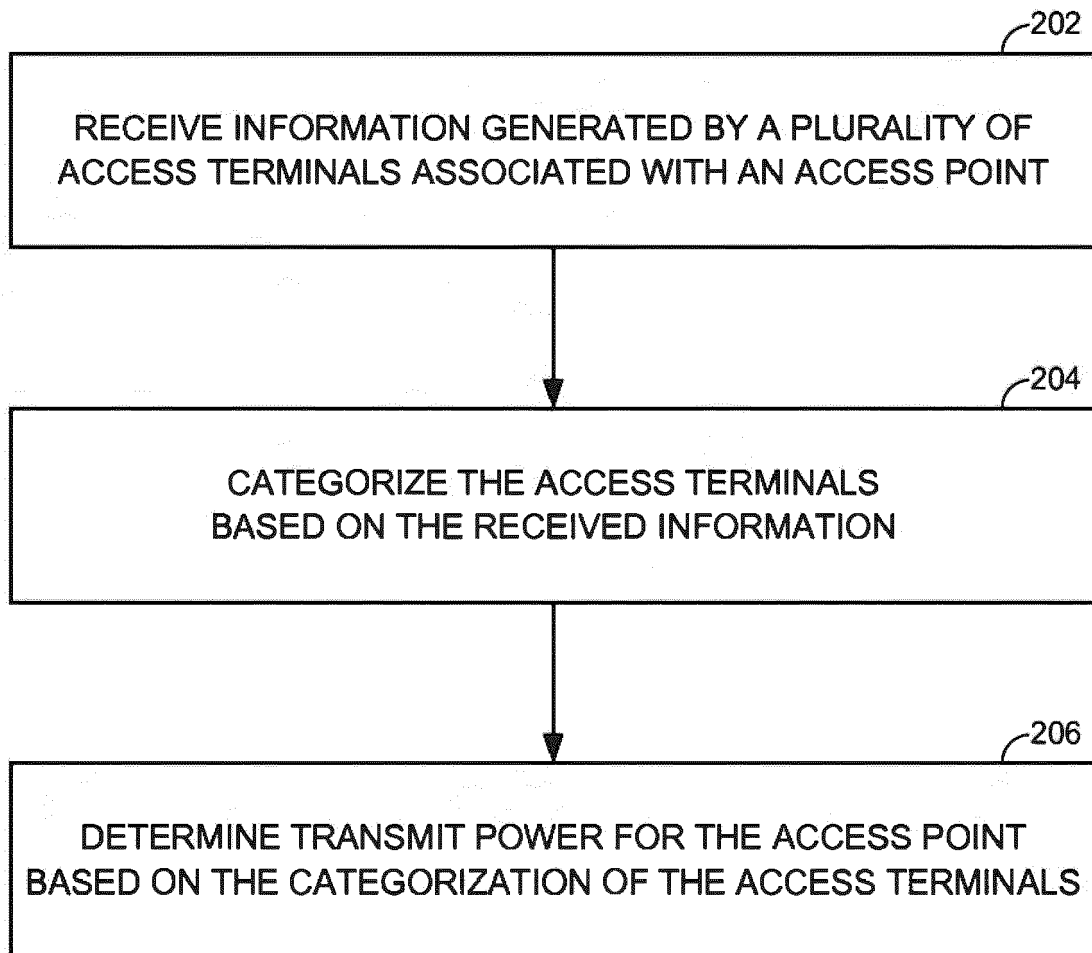 202
RECEIVE INFORMATION GENERATED BY A PLURALITY OF
ACCESS TERMINALS ASSOCIATED WITH AN ACCESS POINT
204
CATEGORIZE THE ACCESS TERMINALS
BASED ON THE RECEIVED INFORMATION
206
DETERMINE TRANSMIT POWER FOR THE ACCESS POINT
BASED ON THE CATEGORIZATION OF THE ACCESS TERMINALS